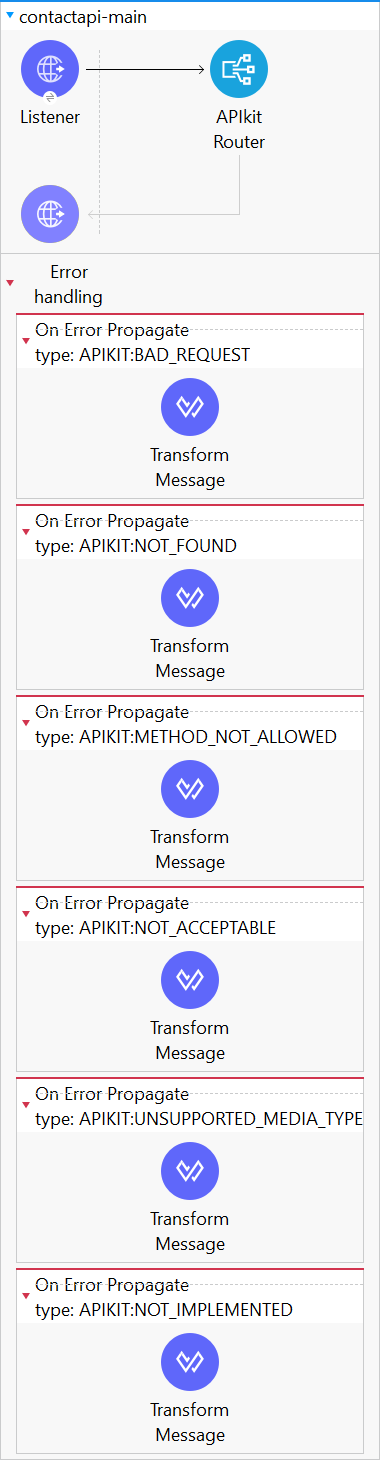 contactapi-main
Listener
APIkit
Router
Error
handling
On Error Propagate
type: APIKIT:BAD_REQUEST
Transform
Message
On Error Propagate
type: APIKIT:NOT_FOUND
Transform
Message
On Error Propagate
type: APIKIT:METHOD_NOT_ALLOWED
Transform
Message
On Error Propagate
type: APIKIT:NOT_ACCEPTABLE
Transform
Message
On Error Propagate
type: APIKIT:UNSUPPORTED_MEDIA_TYPE
Transform
Message
On Error Propagate
type: APIKIT:NOT_IMPLEMENTED
Transform
Message